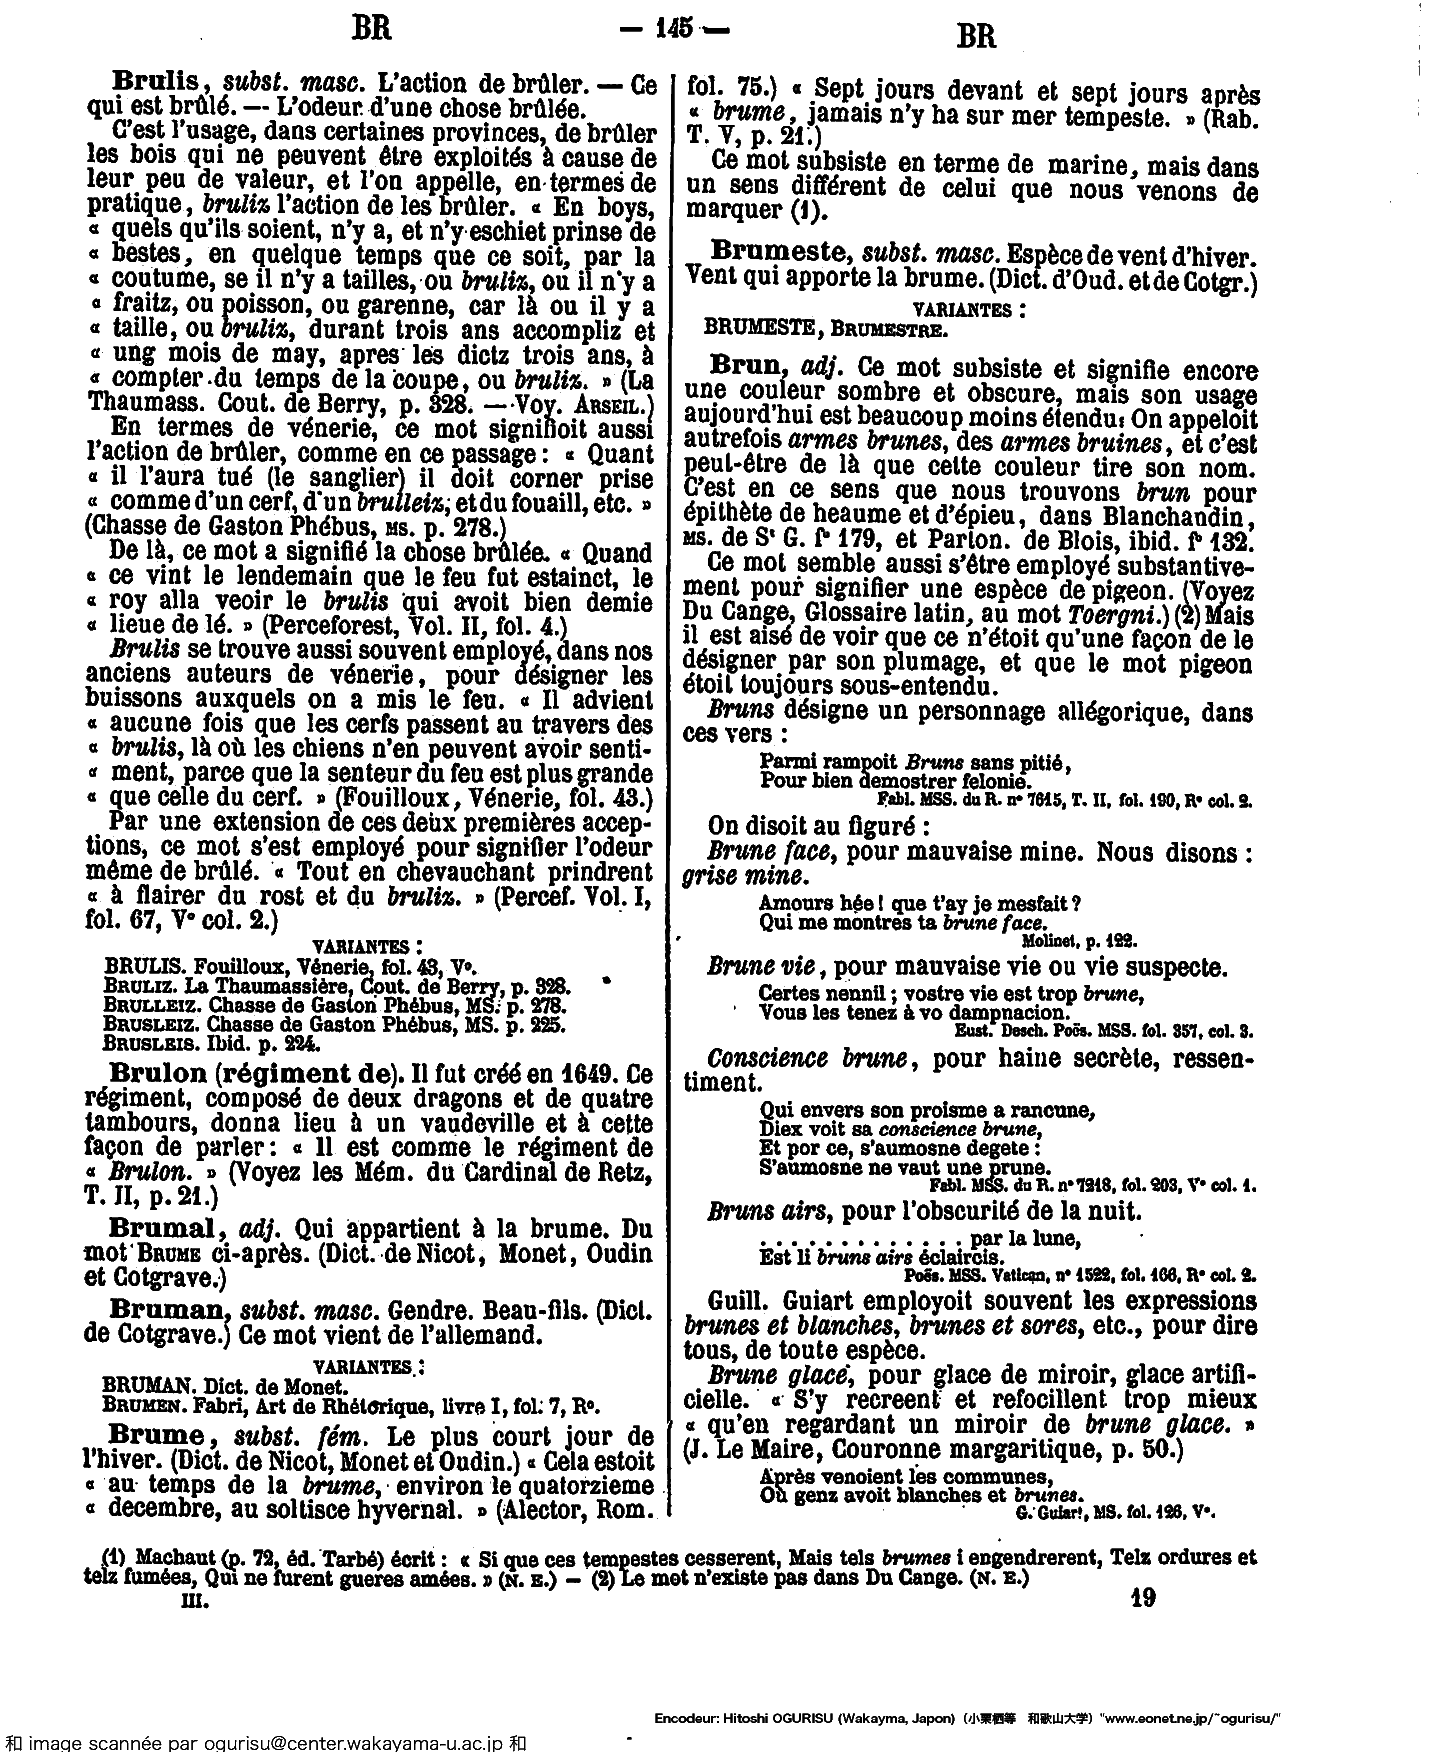 BR — 145 — BR
Brulis, subst. masc. L'action de brûler. — Ce
qui est brûlé. — L'odeur d'une chose brûlée.
C'est l'usage, dans certaines provinces, de brûler
les bois qui ne peuvent être exploités à cause de
leur peu de valeur, et l'on appelle, en termes de
pratique, bruliz l'action de les brûler. « En boys,
« quels qu'ils soient, n'y a, et n'y eschiet prinse de
« bestes, en quelque temps que ce soit, par la
« coutume, se il n'y a tailles, ou bruliz, ou il n'y a
« fraitz, ou poisson, ou garenne, car là ou il y a
« taille, ou bruliz, durant trois ans accompliz et
« ung mois de may, apres les dictz trois ans, à
« compter du temps de la coupe, ou bruliz. » (La
Thaumass. Cout. de Berry, p. 328. — Voy. ARSEIL.)
En termes de vénerie, ce mot signifioit aussi
l'action de brûler, comme en ce passage : « Quant
« il l'aura tué (le sanglier) il doit corner prise
« comme d'un cerf, d'un brulleiz, et du fouaill, etc. »
(Chasse de Gaston Phébus, MS. p. 278.)
De là, ce mot a signifié la chose brûlée. « Quand
« ce vint le lendemain que le feu fut estainct, le
« roy alla veoir le brulis qui avoit bien demie
« lieue de lé. » (Perceforest, Vol. II, fol. 4.)
Brulis se trouve aussi souvent employé, dans nos
anciens auteurs de vénerie, pour désigner les
buissons auxquels on a mis le feu. « Il advient
« aucune fois que les cerfs passent au travers des
« brulis, là où les chiens n'en peuvent avoir senti-
« ment, parce que la senteur du feu est plus grande
« que celle du cerf. » (Fouilloux, Vénerie, fol. 43.)
Par une extension de ces deux premières accep-
tions, ce mot s'est employé pour signifier l'odeur
même de brûlé. « Tout en chevauchant prindrent
« à flairer du rost et du bruliz. » (Percef. Vol. I,
fol. 67, V° col. 2.)
VARIANTES :
BRULIS. Fouilloux, Vénerie, fol. 43, V°.
BRULIZ. La Thaumassière, Cout. de Berry, p. 328.
BRULLEIZ. Chasse de Gaston Phébus, MS. p. 278.
BRUSLEIZ. Chasse de Gaston Phébus, MS. p. 225.
BRUSLEIS. Ibid. p. 224.
Brulon (régiment de). Il fut créé en 1649. Ce
régiment, composé de deux dragons et de quatre
tambours, donna lieu à un vaudeville et à cette
façon de parler : « Il est comme le régiment de
« Brulon. » (Voyez les Mém. du Cardinal de Retz,
T. II, p. 21.)
Brumal, adj. Qui appartient à la brume. Du
mot BRUME ci-après. (Dict. de Nicot, Monet, Oudin
et Cotgrave.)
Bruman, subst. masc. Gendre. Beau-fils. (Dict.
de Cotgrave.) Ce mot vient de l'allemand.
VARIANTES :
BRUMAN. Dict. de Monet.
BRUMEN. Fabri, Art de Rhétorique, livre I, fol. 7, R°.
Brume, subst. fém. Le plus court jour de
l'hiver. (Dict. de Nicot, Monet et Oudin.) « Cela estoit
« au temps de la brume, environ le quatorzieme
« decembre, au soltisce hyvernal. » (Alector, Rom.
fol. 75.) « Sept jours devant et sept jours après
« brume, jamais n'y ha sur mer tempeste. » (Rab.
T. V, p. 21.)
Ce mot subsiste en terme de marine, mais dans
un sens différent de celui que nous venons de
marquer (1).
Brumeste, subst. masc. Espèce de vent d'hiver.
Vent qui apporte la brume. (Dict. d'Oud. et de Cotgr.)
VARIANTES :
BRUMESTE, BRUMESTRE.
Brun, adj. Ce mot subsiste et signifie encore
une couleur sombre et obscure, mais son usage
aujourd'hui est beaucoup moins étendu: On appeloit
autrefois armes brunes, des armes bruines, et c'est
peut-être de là que cette couleur tire son nom.
C'est en ce sens que nous trouvons brun pour
épithète de heaume et d'épieu, dans Blanchandin,
MS. de St G. f° 179, et Parton. de Blois, ibid. f° 132.
Ce mot semble aussi s'être employé substantive-
ment pour signifier une espèce de pigeon. (Voyez
Du Cange, Glossaire latin, au mot Toergni.) (2) Mais
il est aisé de voir que ce n'étoit qu'une façon de le
désigner par son plumage, et que le mot pigeon
étoit toujours sous-entendu.
Bruns désigne un personnage allégorique, dans
ces vers :
Parmi rampoit Bruns sans pitié,
Pour bien demostrer felonie.
Fabl. MSS. du R. n° 7615, T. II, fol. 190, R° col. 2.
On disoit au figuré :
Brune face, pour mauvaise mine. Nous disons :
grise mine.
Amours hée ! que t'ay je mesfait ?
Qui me montres ta brune face.
Molinet, p. 122.
Brune vie, pour mauvaise vie ou vie suspecte.
Certes nennil ; vostre vie est trop brune,
Vous les tenez à vo dampnacion.
Eust. Desch. Poës. MSS. fol. 357, col. 3.
Conscience brune, pour haine secrète, ressen-
timent.
Qui envers son proisme a rancune,
Diex voit sa conscience brune,
Et por ce, s'aumosne degete :
S'aumosne ne vaut une prune.
Fabl. MSS. du R. n° 7218, fol. 203, V° col. 1.
Bruns airs, pour l'obscurité de la nuit.
. . . . . . . . . . . . . par la lune,
Est li bruns airs éclaircis.
Poës. MSS. Vatican, n° 1522, fol. 166, R° col. 2.
Guill. Guiart employoit souvent les expressions
brunes et blanches, brunes et sores, etc., pour dire
tous, de toute espèce.
Brune glace, pour glace de miroir, glace artifi-
cielle. « S'y recreent et refocillent trop mieux
« qu'en regardant un miroir de brune glace. »
(J. Le Maire, Couronne margaritique, p. 50.)
Après venoient les communes,
Où genz avoit blanches et brunes.
G. Guiart, MS. fol. 126, V°.
(1) Machaut (p. 72, éd. Tarbé) écrit : « Si que ces tempestes cesserent, Mais tels brumes i engendrerent, Telz ordures et
telz fumées, Qui ne furent gueres amées. » (N. E.) — (2) Le mot n'existe pas dans Du Cange. (N. E.)
III. 19
Encodeur: Hitoshi OGURISU (Wakayma, Japon) (小栗栖等 和歌山大学) "www.eonet.ne.jp/~ogurisu/"
和 image scannée par ogurisu@center.wakayama-u.ac.jp 和